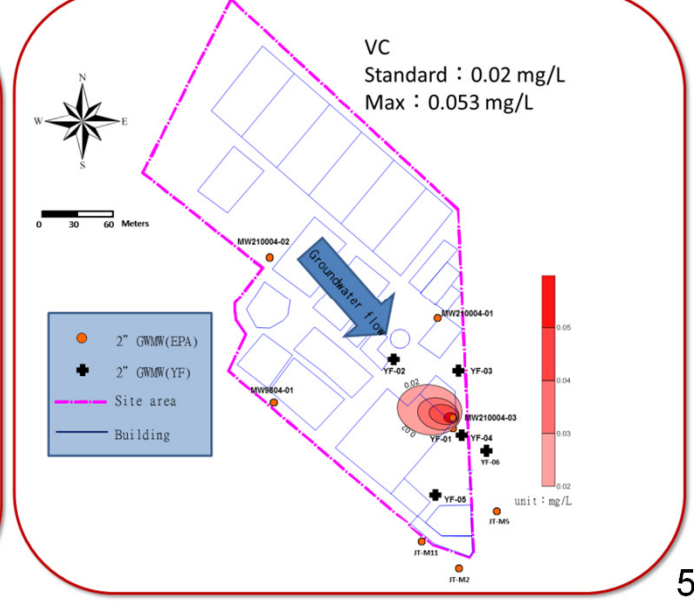 VC
Standard：0.02 mg/L
Max：0.053 mg/L
N
W
E
S
0 30 60 Meters
MW210004-02
Groundwater flow
MW210004-01
2” GWMW(EPA)
2” GWMW(YF)
Site area
Building
YF-02
YF-03
MW9804-01
0.02
MW210004-03
0.02
YF-01
YF-04
YF-06
YF-05
JT-M5
JT-M11
JT-M2
0.05
0.04
0.03
0.02
unit：mg/L
5